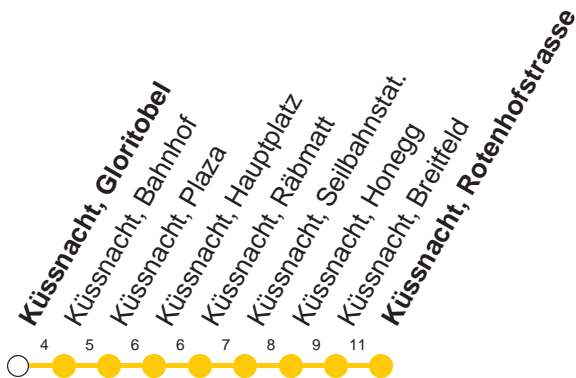 Küssnacht, Gloritobel
Küssnacht, Bahnhof
Küssnacht, Plaza
Küssnacht, Hauptplatz
Küssnacht, Räbmatt
Küssnacht, Seilbahnstat.
Küssnacht, Honegg
Küssnacht, Breitfeld
Küssnacht, Rotenhofstrasse
4 5 6 6 7 8 9 11